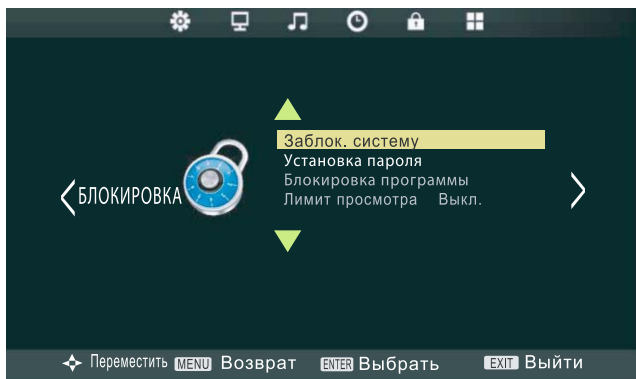 Заблок. систему
Установка пароля
Блокировка программы
Лимит просмотра Выкл.
БЛОКИРОВКА
Переместить MENU Возврат ENTER Выбрать EXIT Выйти